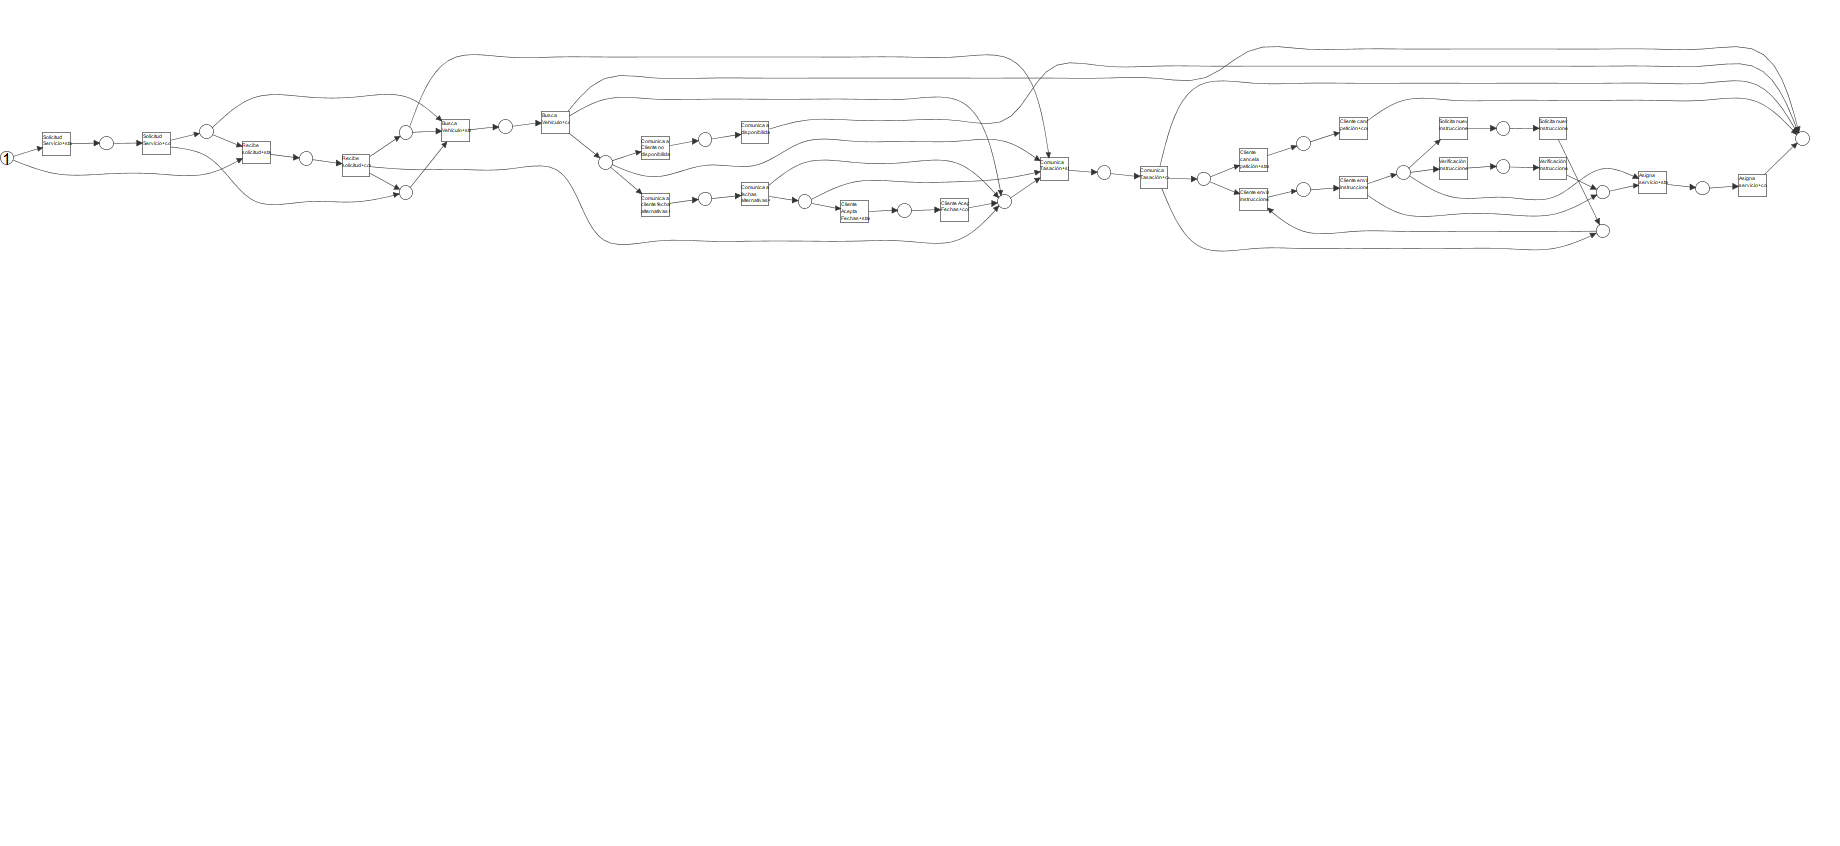 1
Solicitud
Servicio+sta
Solicitud
Servicio+co
Recibe
solicitud+sta
Recibe
solicitud+co
Busca
Vehículo+sta
Busca
Vehículo+co
Comunica a
Cliente no
disponibilida
Comunica a
disponibilida
Comunica a
cliente fecha
alternativas+
Comunica a
fechas
alternativas+
Cliente
Acepta
Fechas+sta
Cliente Acep
Fechas+co
Comunica
Tasación+st
Comunica
Tasación+co
Cliente
cancela
petición+sta
Cliente enví
Instruccione
Cliente canc
petición+co
Cliente enví
Instruccione
Solicita nuev
Instruccione
Verificación
Instruccione
Solicita nuev
Instruccione
Verificación
Instruccione
Asigna
servicio+sta
Asigna
servicio+co